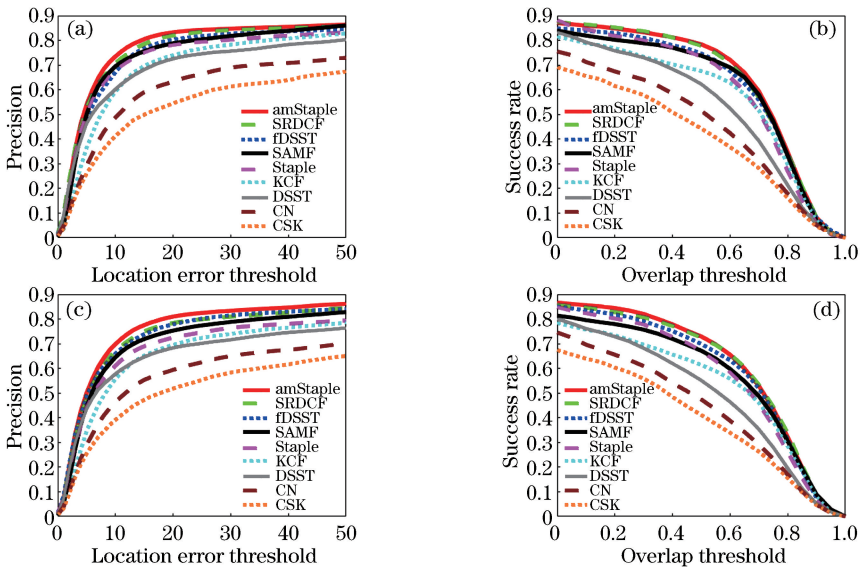 (a)
0.9
0.8
0.7
0.6
0.5
0.4
0.3
0.2
0.1
0
Precision
amStaple
SRDCF
fDSST
SAMF
Staple
KCF
DSST
CN
CSK
0 10 20 30 40 50
Location error threshold
(b)
0.9
0.8
0.7
0.6
0.5
0.4
0.3
0.2
0.1
0
Success rate
amStaple
SRDCF
fDSST
SAMF
Staple
KCF
DSST
CN
CSK
0 0.2 0.4 0.6 0.8 1.0
Overlap threshold
(c)
0.9
0.8
0.7
0.6
0.5
0.4
0.3
0.2
0.1
0
Precision
amStaple
SRDCF
fDSST
SAMF
Staple
KCF
DSST
CN
CSK
0 10 20 30 40 50
Location error threshold
(d)
0.9
0.8
0.7
0.6
0.5
0.4
0.3
0.2
0.1
0
Success rate
amStaple
SRDCF
fDSST
SAMF
Staple
KCF
DSST
CN
CSK
0 0.2 0.4 0.6 0.8 1.0
Overlap threshold